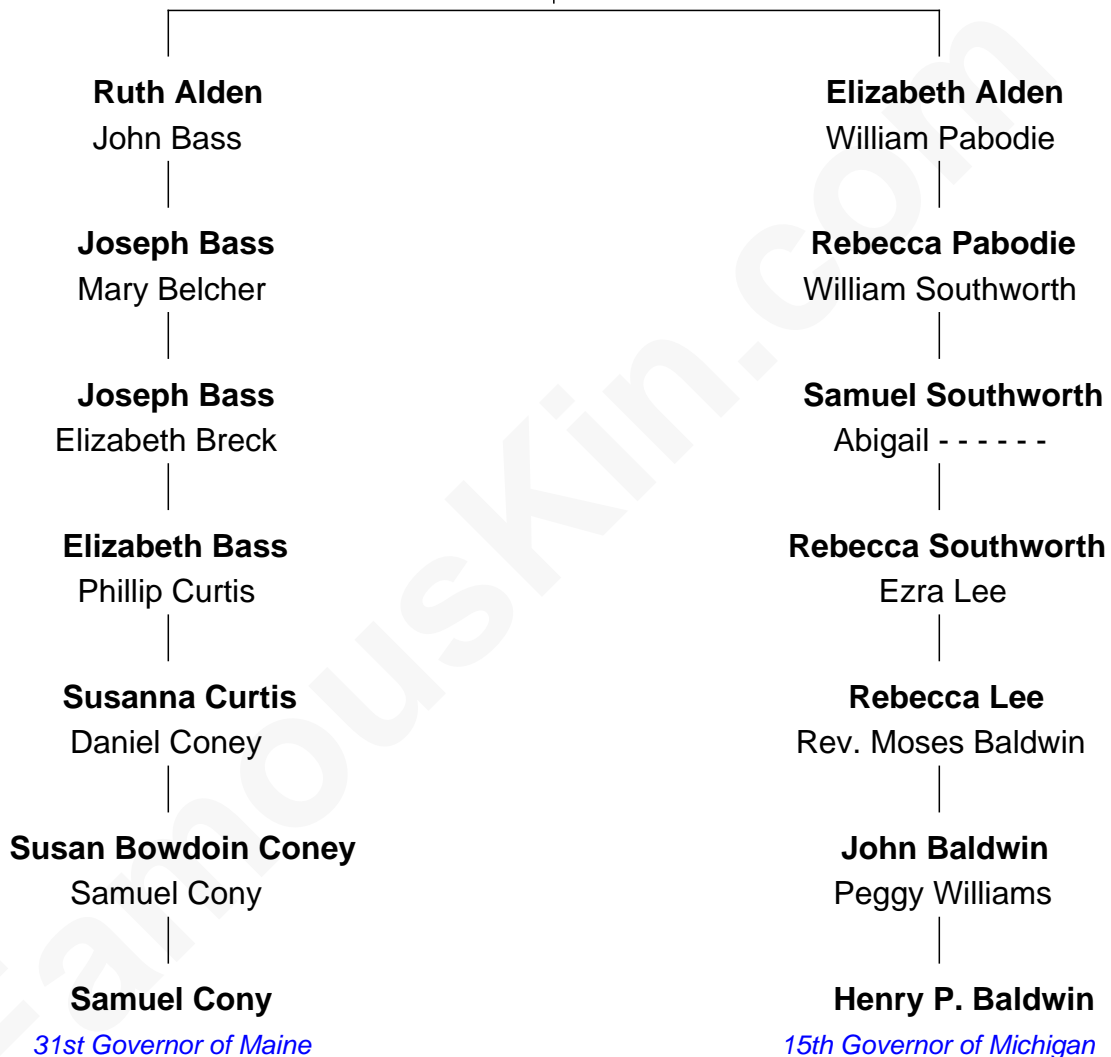 Ruth Alden
John Bass
Elizabeth Alden
William Pabodie
Joseph Bass
Mary Belcher
Rebecca Pabodie
William Southworth
Joseph Bass
Elizabeth Breck
Samuel Southworth
Abigail - - - - - -
Elizabeth Bass
Phillip Curtis
Rebecca Southworth
Ezra Lee
Susanna Curtis
Daniel Coney
Rebecca Lee
Rev. Moses Baldwin
Susan Bowdoin Coney
Samuel Cony
John Baldwin
Peggy Williams
Samuel Cony
31st Governor of Maine
Henry P. Baldwin
15th Governor of Michigan
FamousKin.com